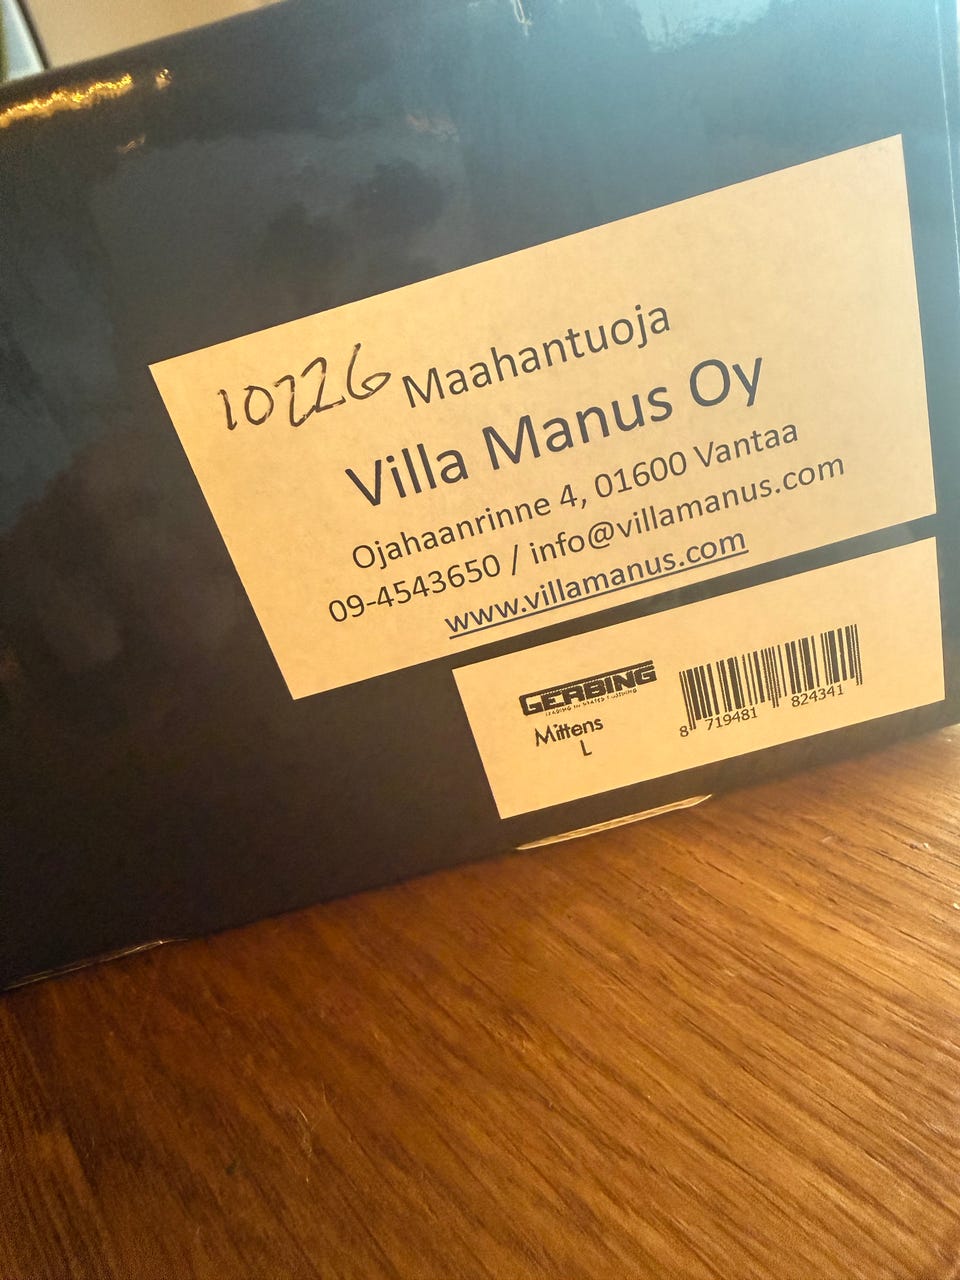 10226 Maahantuoja
Villa Manus Oy
Ojahaanrinne 4, 01600 Vantaa
09-4543650 / info@villamanus.com
www.villamanus.com
GERBING
Mittens
L
8 719481 824341